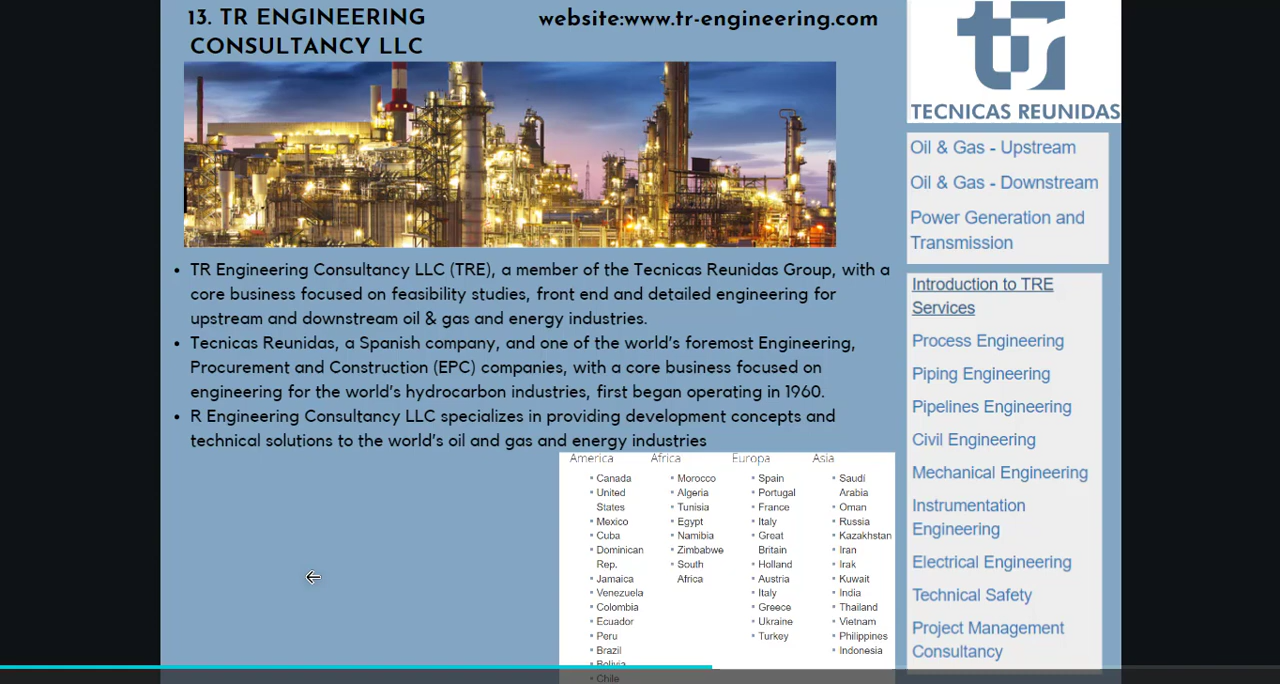 13. TR ENGINEERING
CONSULTANCY LLC
website:www.tr-engineering.com
tr
TECNICAS REUNIDAS
Oil & Gas - Upstream
Oil & Gas - Downstream
Power Generation and
Transmission
Introduction to TRE
Services
Process Engineering
Piping Engineering
Pipelines Engineering
Civil Engineering
Mechanical Engineering
Instrumentation
Engineering
Electrical Engineering
Technical Safety
Project Management
Consultancy
• TR Engineering Consultancy LLC (TRE), a member of the Tecnicas Reunidas Group, with a
core business focused on feasibility studies, front end and detailed engineering for
upstream and downstream oil & gas and energy industries.
• Tecnicas Reunidas, a Spanish company, and one of the world's foremost Engineering,
Procurement and Construction (EPC) companies, with a core business focused on
engineering for the world's hydrocarbon industries, first began operating in 1960.
• R Engineering Consultancy LLC specializes in providing development concepts and
technical solutions to the world's oil and gas and energy industries
America
Canada
United
States
Mexico
Cuba
Dominican
Rep.
Jamaica
Venezuela
Colombia
Ecuador
Peru
Brazil
Bolivia
Chile
Africa
Morocco
Algeria
Tunisia
Egypt
Namibia
Zimbabwe
South
Africa
Europa
Spain
Portugal
France
Italy
Great
Britain
Holland
Austria
Italy
Greece
Ukraine
Turkey
Asia
Saudí
Arabia
Oman
Russia
Kazakhstan
Iran
Irak
Kuwait
India
Thailand
Vietnam
Philippines
Indonesia